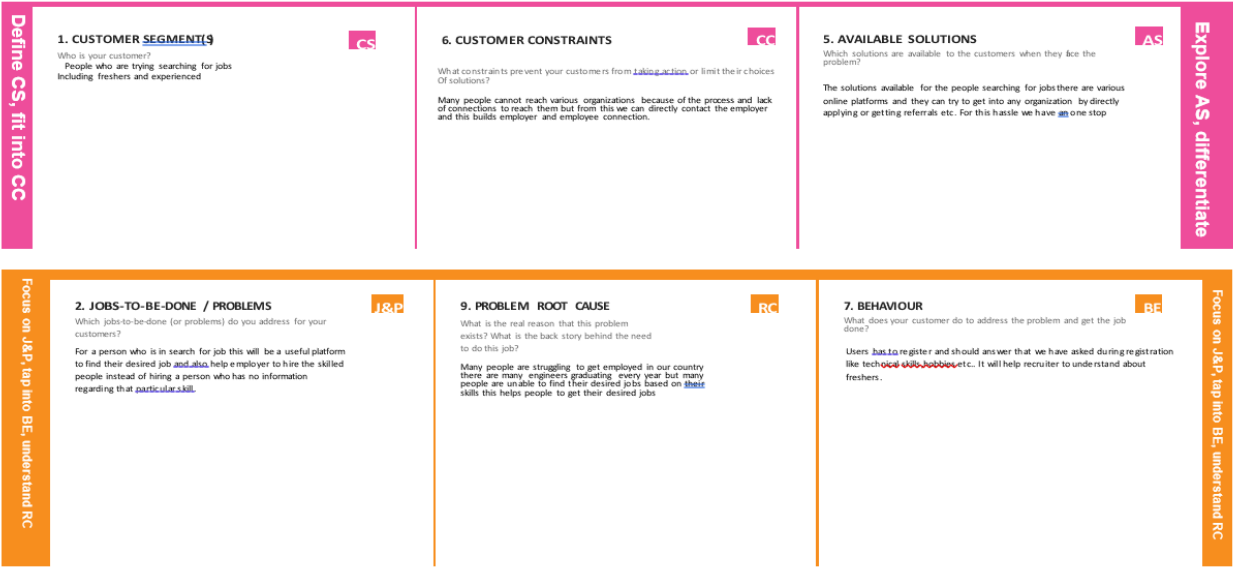 Define CS, fit into CC
1. CUSTOMER SEGMENT(S)
CS
Who is your customer?
People who are trying searching for jobs
Including freshers and experienced
6. CUSTOMER CONSTRAINTS
CC
What constraints prevent your customers from taking action or limit their choices
Of solutions?
Many people cannot reach various organizations because of the process and lack
of connections to reach them but from this we can directly contact the employer
and this builds employer and employee connection.
5. AVAILABLE SOLUTIONS
AS
Which solutions are available to the customers when they face the
problem?
The solutions available for the people searching for jobs there are various
online platforms and they can try to get into any organization by directly
applying or getting referrals etc. For this hassle we have an one stop
Explore AS, differentiate
Focus on J&P, tap into BE, understand RC
2. JOBS-TO-BE-DONE / PROBLEMS
J&P
Which jobs-to-be-done (or problems) do you address for your
customers?
For a person who is in search for job this will be a useful platform
to find their desired job and also help employer to hire the skilled
people instead of hiring a person who has no information
regarding that particular skill.
9. PROBLEM ROOT CAUSE
RC
What is the real reason that this problem
exists? What is the back story behind the need
to do this job?
Many people are struggling to get employed in our country
there are many engineers graduating every year but many
people are unable to find their desired jobs based on their
skills this helps people to get their desired jobs
7. BEHAVIOUR
BE
What does your customer do to address the problem and get the job
done?
Users has to register and should answer that we have asked during registration
like technical skills, hobbies etc.. It will help recruiter to understand about
freshers.
Focus on J&P, tap into BE, understand RC